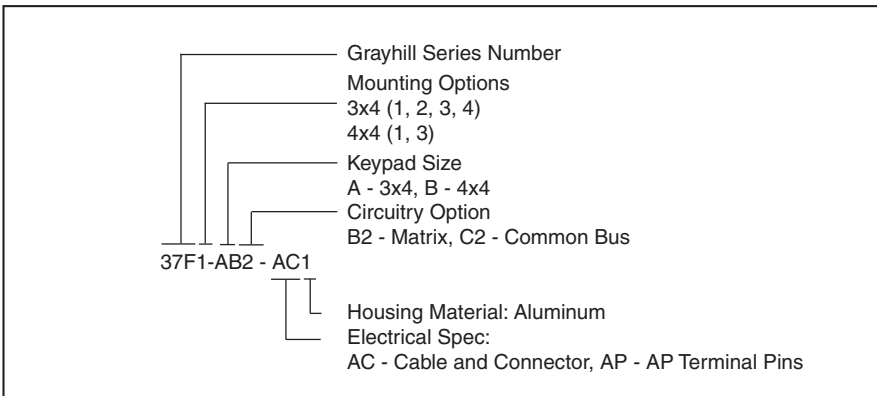 Grayhill Series Number
Mounting Options
3x4 (1, 2, 3, 4)
4x4 (1, 3)
Keypad Size
A - 3x4, B - 4x4
Circuitry Option
B2 - Matrix, C2 - Common Bus
37F1-AB2 - AC1
Housing Material: Aluminum
Electrical Spec:
AC - Cable and Connector, AP - AP Terminal Pins